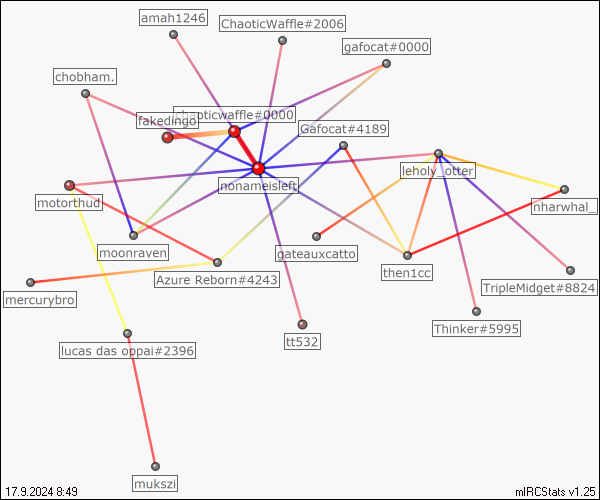 amah1246
ChaoticWaffle#2006
gafocat#0000
chobham.
chaoticwaffle#0000
fakedingo
Gafocat#4189
leholy_otter
nonameisleft
motorthud
nharwhal_
moonraven
gateauxcatto
then1cc
Azure Reborn#4243
TripleMidget#8824
mercurybro
Thinker#5995
tt532
lucas das oppai#2396
mukszi
17.9.2024 8:49
mIRCStats v1.25